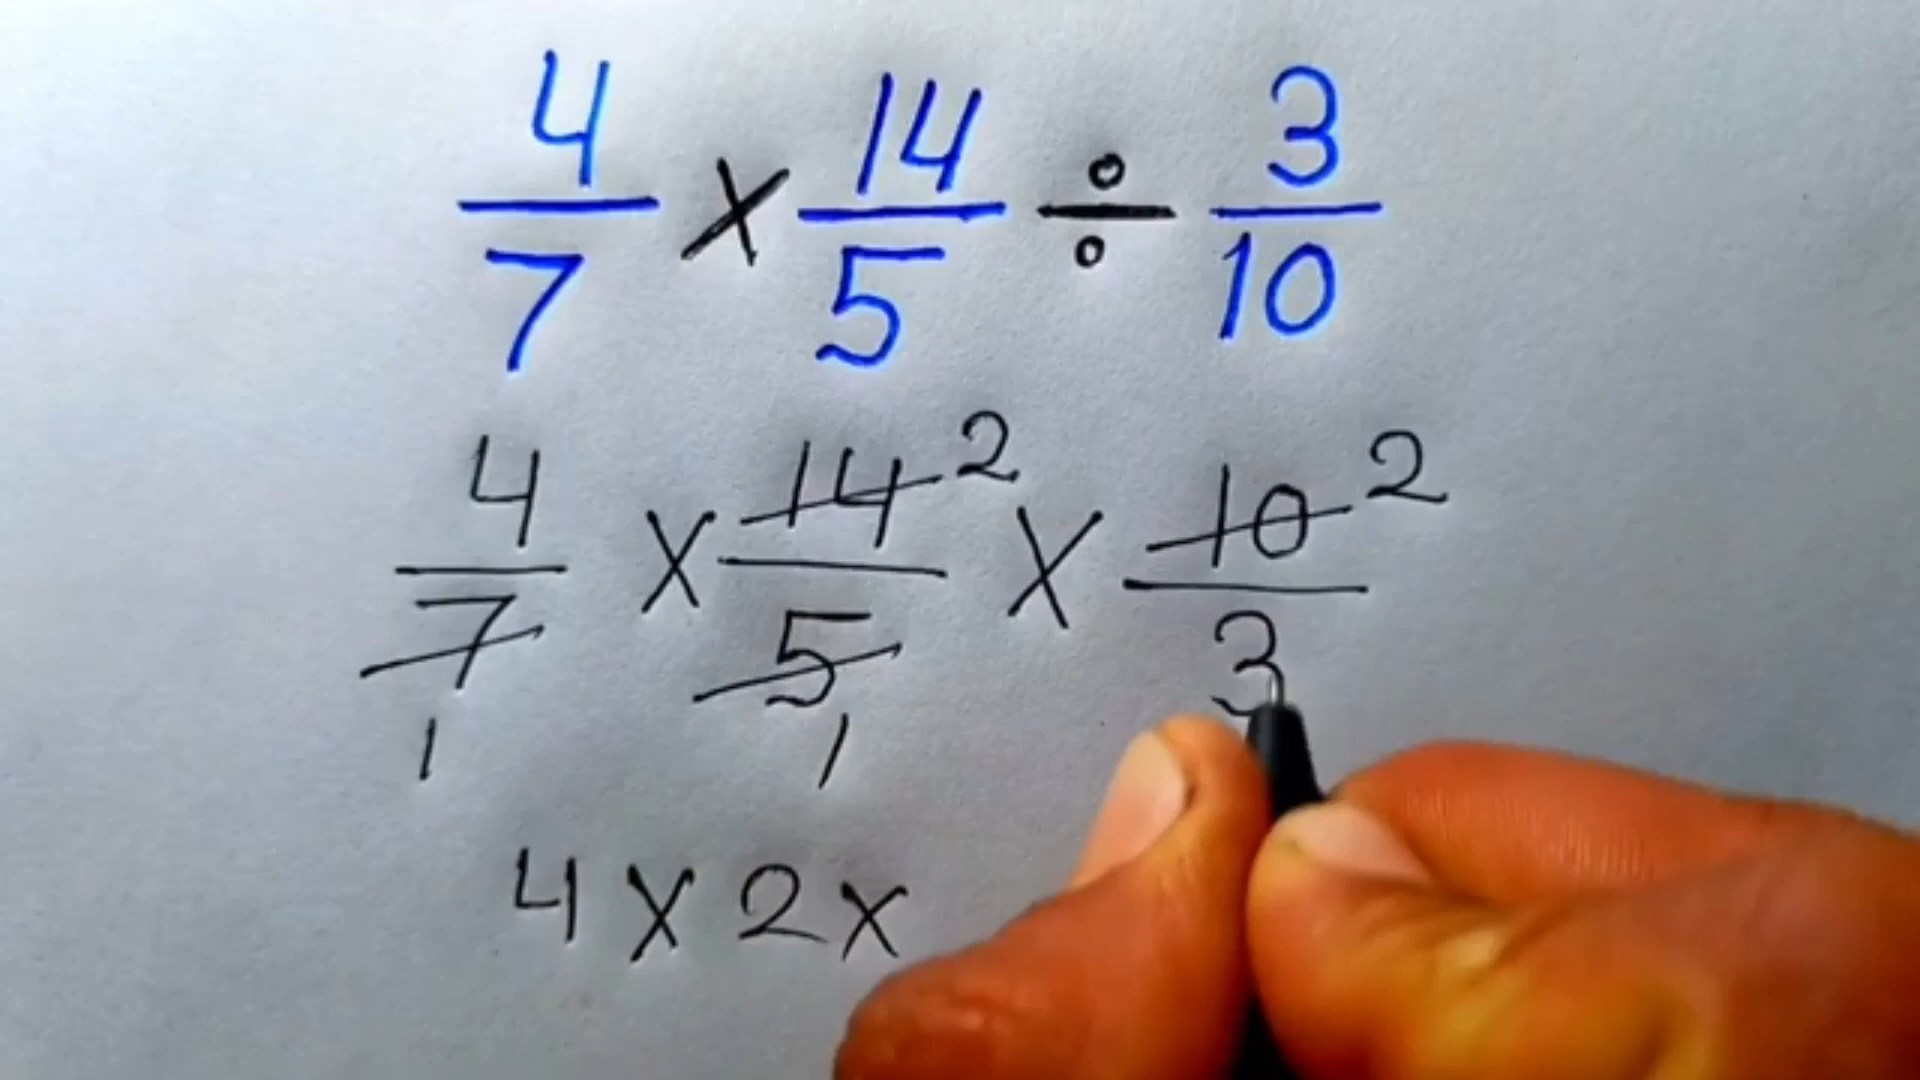 4/7 × 14/5 ÷ 3/10
4/7 1 × 14 2/5 1 × 10 2/3
4 × 2 ×